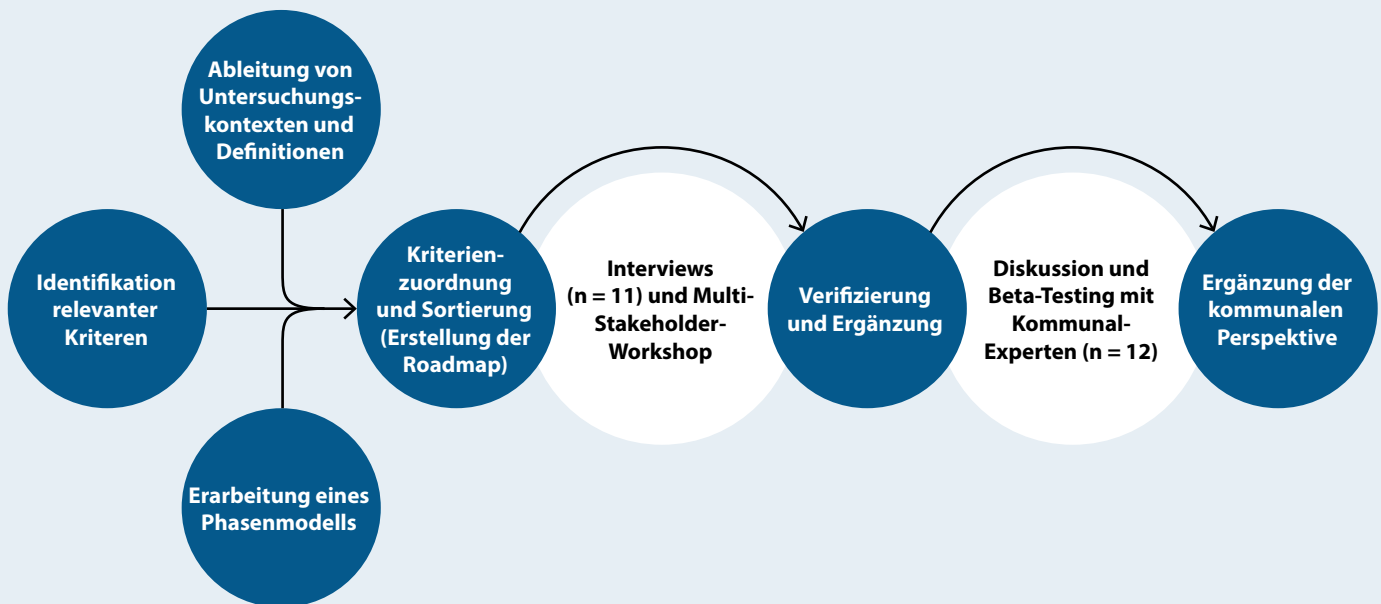 Ableitung von
Untersuchungs-
kontexten und
Definitionen
Identifikation
relevanter
Kriteren
Erarbeitung eines
Phasenmodells
Kriterien-
zuordnung
und Sortierung
(Erstellung der
Roadmap)
Interviews
(n = 11) und Multi-
Stakeholder-
Workshop
Verifizierung
und Ergänzung
Diskussion und
Beta-Testing mit
Kommunal-
Experten (n = 12)
Ergänzung der
kommunalen
Perspektive